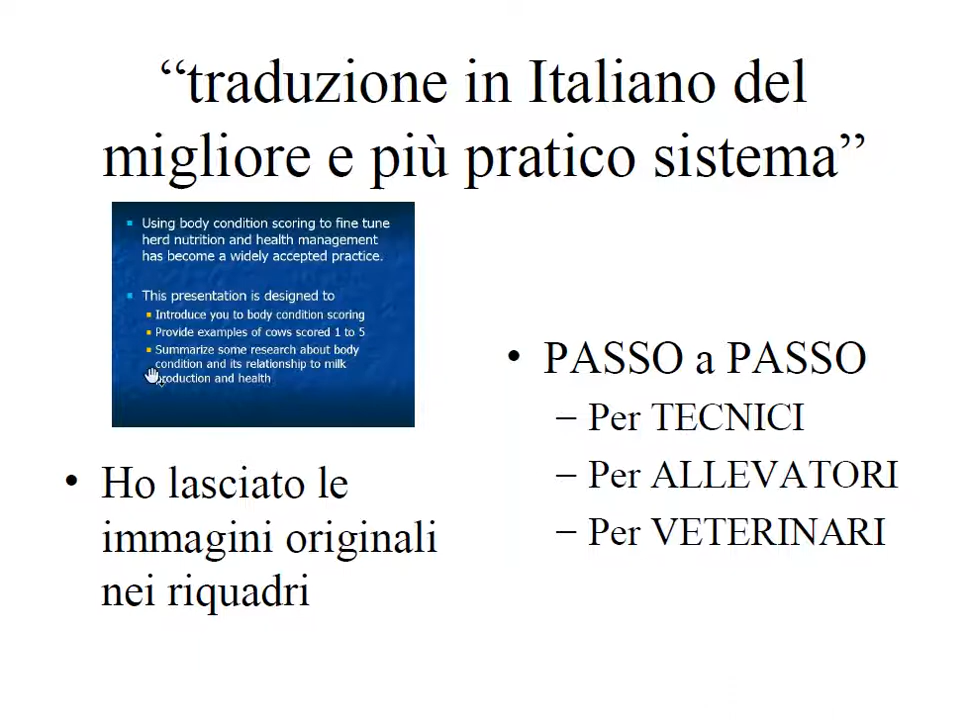 “traduzione in Italiano del
migliore e più pratico sistema”
Using body condition scoring to fine tune
herd nutrition and health management
has become a widely accepted practice.
This presentation is designed to
Introduce you to body condition scoring
Provide examples of cows scored 1 to 5
Summarize some research about body
condition and its relationship to milk
production and health
• Ho lasciato le
immagini originali
nei riquadri
• PASSO a PASSO
– Per TECNICI
– Per ALLEVATORI
– Per VETERINARI